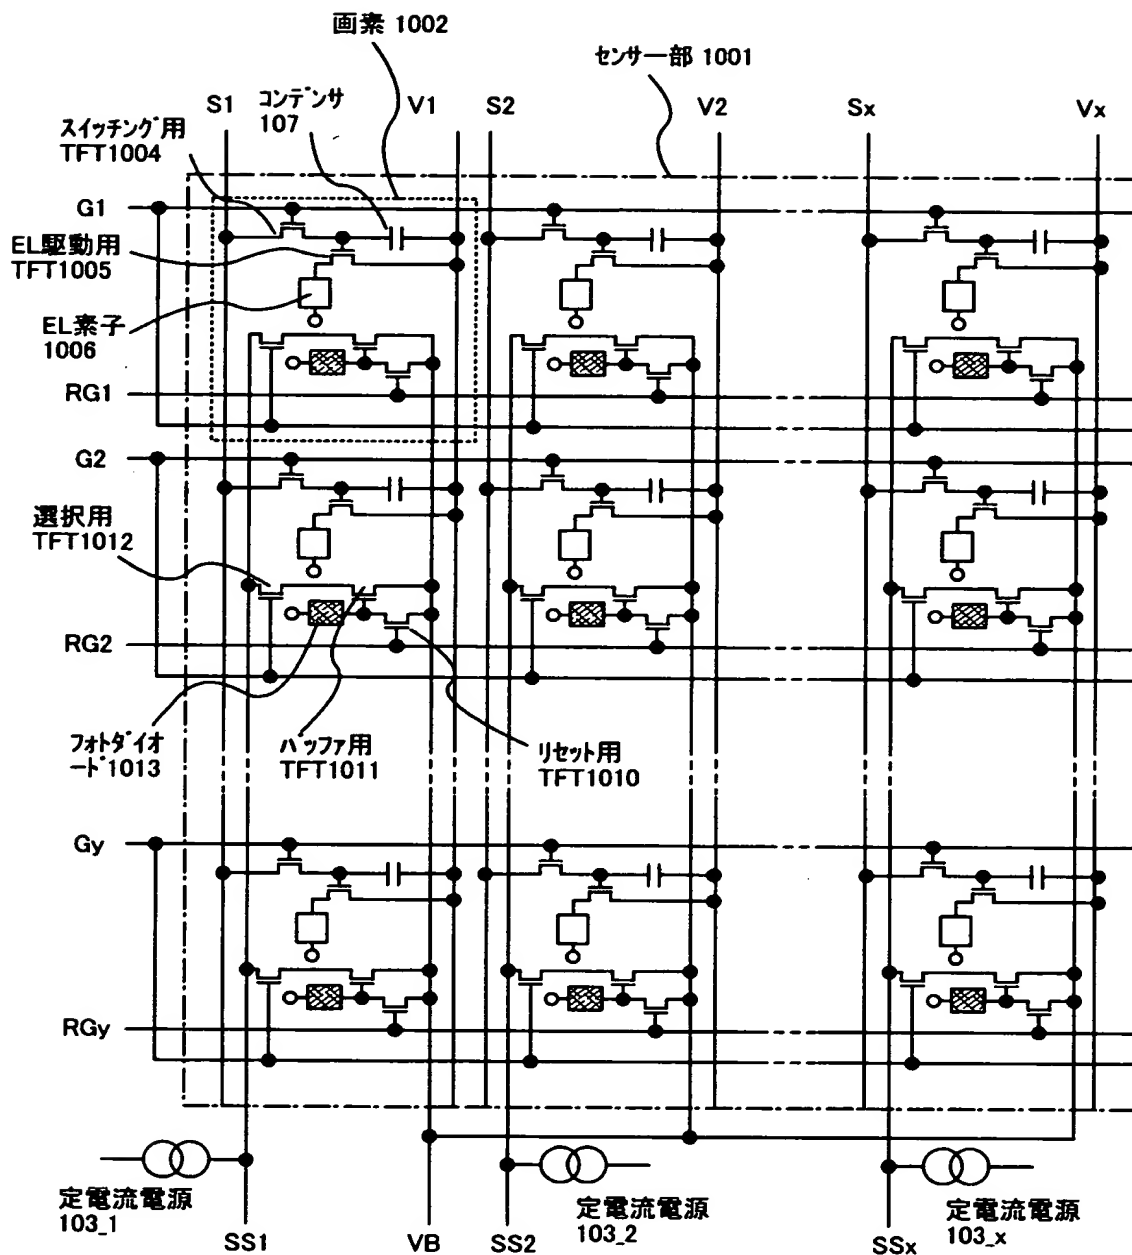 画素 1002
センサー部 1001
S1
コンデンサ
107
V1
S2
V2
Sx
Vx
スイッチング用
TFT1004
G1
EL駆動用
TFT1005
EL素子
1006
RG1
G2
選択用
TFT1012
RG2
フォトダイオ
ード1013
バッファ用
TFT1011
リセット用
TFT1010
Gy
RGy
定電流電源
103_1
定電流電源
103_2
定電流電源
103_x
SS1
VB
SS2
SSx